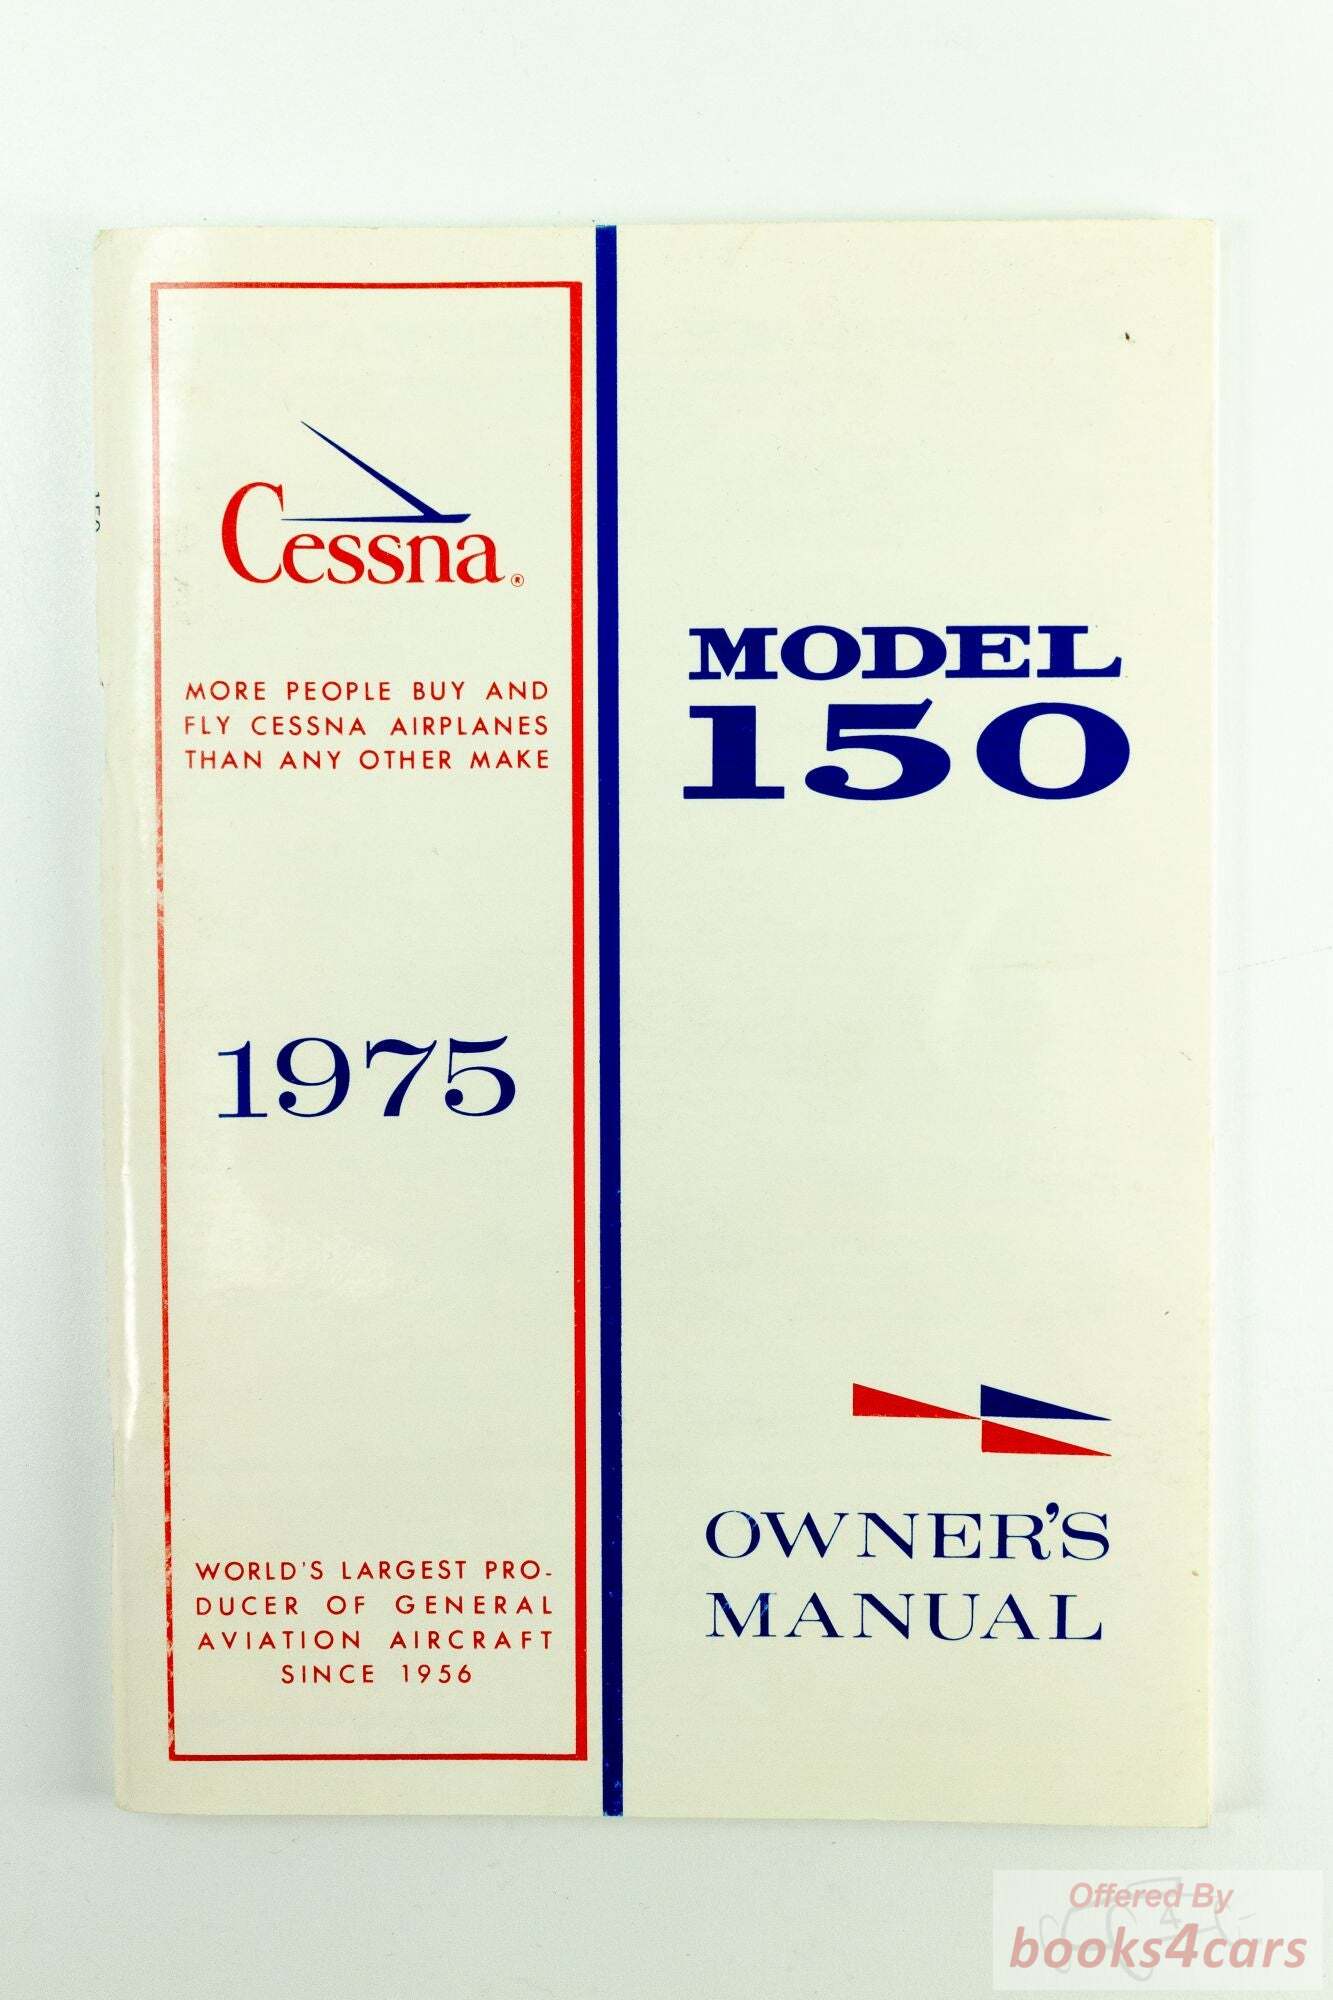 Cessna®
MORE PEOPLE BUY AND
FLY CESSNA AIRPLANES
THAN ANY OTHER MAKE
1975
WORLD'S LARGEST PRO-
DUCER OF GENERAL
AVIATION AIRCRAFT
SINCE 1956
MODEL
150
OWNER'S
MANUAL
150
Offered By
books4cars